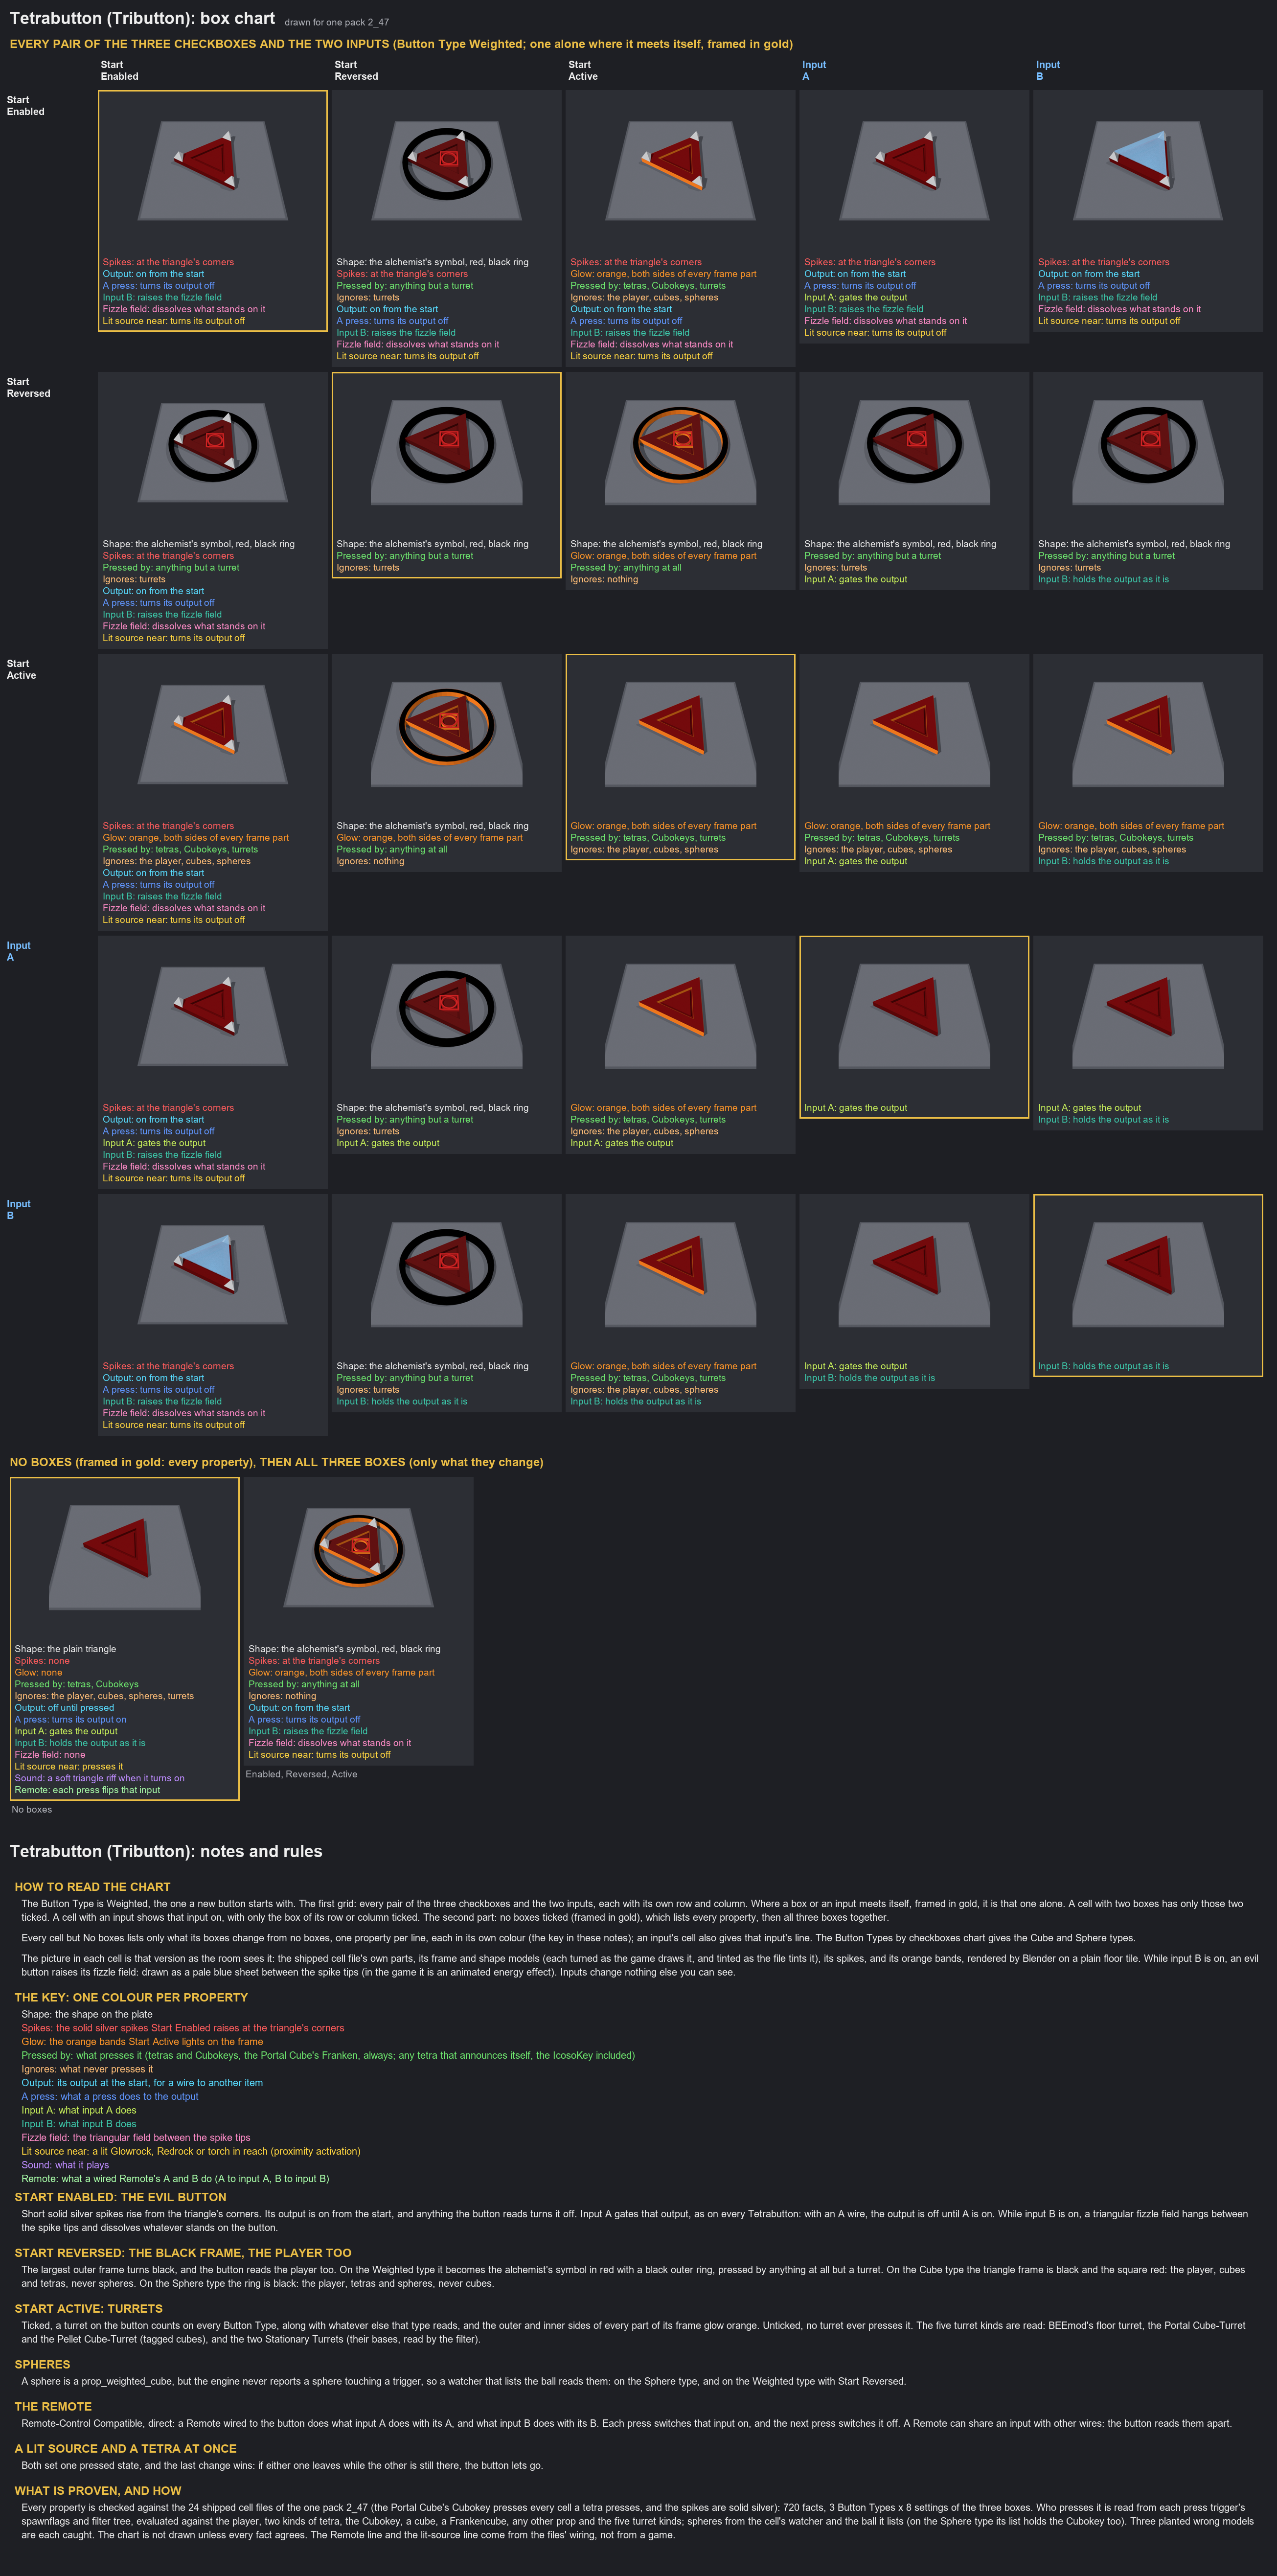 Tetrabutton (Tributton): box chart drawn for one pack 2_47
EVERY PAIR OF THE THREE CHECKBOXES AND THE TWO INPUTS (Button Type Weighted; one alone where it meets itself, framed in gold)
Start
Enabled
Start
Reversed
Start
Active
Input
A
Input
B
Start
Enabled
Spikes: at the triangle's corners
Output: on from the start
A press: turns its output off
Input B: raises the fizzle field
Fizzle field: dissolves what stands on it
Lit source near: turns its output off
Shape: the alchemist's symbol, red, black ring
Spikes: at the triangle's corners
Pressed by: anything but a turret
Ignores: turrets
Output: on from the start
A press: turns its output off
Input B: raises the fizzle field
Fizzle field: dissolves what stands on it
Lit source near: turns its output off
Spikes: at the triangle's corners
Glow: orange, both sides of every frame part
Pressed by: tetras, Cubokeys, turrets
Ignores: the player, cubes, spheres
Output: on from the start
A press: turns its output off
Input B: raises the fizzle field
Fizzle field: dissolves what stands on it
Lit source near: turns its output off
Spikes: at the triangle's corners
Output: on from the start
A press: turns its output off
Input A: gates the output
Input B: raises the fizzle field
Fizzle field: dissolves what stands on it
Lit source near: turns its output off
Spikes: at the triangle's corners
Output: on from the start
A press: turns its output off
Input B: raises the fizzle field
Fizzle field: dissolves what stands on it
Lit source near: turns its output off
Start
Reversed
Shape: the alchemist's symbol, red, black ring
Spikes: at the triangle's corners
Pressed by: anything but a turret
Ignores: turrets
Output: on from the start
A press: turns its output off
Input B: raises the fizzle field
Fizzle field: dissolves what stands on it
Lit source near: turns its output off
Shape: the alchemist's symbol, red, black ring
Pressed by: anything but a turret
Ignores: turrets
Shape: the alchemist's symbol, red, black ring
Glow: orange, both sides of every frame part
Pressed by: anything at all
Ignores: nothing
Shape: the alchemist's symbol, red, black ring
Pressed by: anything but a turret
Ignores: turrets
Input A: gates the output
Shape: the alchemist's symbol, red, black ring
Pressed by: anything but a turret
Ignores: turrets
Input B: holds the output as it is
Start
Active
Spikes: at the triangle's corners
Glow: orange, both sides of every frame part
Pressed by: tetras, Cubokeys, turrets
Ignores: the player, cubes, spheres
Output: on from the start
A press: turns its output off
Input B: raises the fizzle field
Fizzle field: dissolves what stands on it
Lit source near: turns its output off
Shape: the alchemist's symbol, red, black ring
Glow: orange, both sides of every frame part
Pressed by: anything at all
Ignores: nothing
Glow: orange, both sides of every frame part
Pressed by: tetras, Cubokeys, turrets
Ignores: the player, cubes, spheres
Glow: orange, both sides of every frame part
Pressed by: tetras, Cubokeys, turrets
Ignores: the player, cubes, spheres
Input A: gates the output
Glow: orange, both sides of every frame part
Pressed by: tetras, Cubokeys, turrets
Ignores: the player, cubes, spheres
Input B: holds the output as it is
Input
A
Spikes: at the triangle's corners
Output: on from the start
A press: turns its output off
Input A: gates the output
Input B: raises the fizzle field
Fizzle field: dissolves what stands on it
Lit source near: turns its output off
Shape: the alchemist's symbol, red, black ring
Pressed by: anything but a turret
Ignores: turrets
Input A: gates the output
Glow: orange, both sides of every frame part
Pressed by: tetras, Cubokeys, turrets
Ignores: the player, cubes, spheres
Input A: gates the output
Input A: gates the output
Input A: gates the output
Input B: holds the output as it is
Input
B
Spikes: at the triangle's corners
Output: on from the start
A press: turns its output off
Input B: raises the fizzle field
Fizzle field: dissolves what stands on it
Lit source near: turns its output off
Shape: the alchemist's symbol, red, black ring
Pressed by: anything but a turret
Ignores: turrets
Input B: holds the output as it is
Glow: orange, both sides of every frame part
Pressed by: tetras, Cubokeys, turrets
Ignores: the player, cubes, spheres
Input B: holds the output as it is
Input A: gates the output
Input B: holds the output as it is
Input B: holds the output as it is
NO BOXES (framed in gold: every property), THEN ALL THREE BOXES (only what they change)
Shape: the plain triangle
Spikes: none
Glow: none
Pressed by: tetras, Cubokeys
Ignores: the player, cubes, spheres, turrets
Output: off until pressed
A press: turns its output on
Input A: gates the output
Input B: holds the output as it is
Fizzle field: none
Lit source near: presses it
Sound: a soft triangle riff when it turns on
Remote: each press flips that input
No boxes
Shape: the alchemist's symbol, red, black ring
Spikes: at the triangle's corners
Glow: orange, both sides of every frame part
Pressed by: anything at all
Ignores: nothing
Output: on from the start
A press: turns its output off
Input B: raises the fizzle field
Fizzle field: dissolves what stands on it
Lit source near: turns its output off
Enabled, Reversed, Active
Tetrabutton (Tributton): notes and rules
HOW TO READ THE CHART
The Button Type is Weighted, the one a new button starts with. The first grid: every pair of the three checkboxes and the two inputs, each with its own row and column. Where a box or an input meets itself, framed in gold, it is that one alone. A cell with two boxes has only those two
ticked. A cell with an input shows that input on, with only the box of its row or column ticked. The second part: no boxes ticked (framed in gold), which lists every property, then all three boxes together.
Every cell but No boxes lists only what its boxes change from no boxes, one property per line, each in its own colour (the key in these notes); an input's cell also gives that input's line. The Button Types by checkboxes chart gives the Cube and Sphere types.
The picture in each cell is that version as the room sees it: the shipped cell file's own parts, its frame and shape models (each turned as the game draws it, and tinted as the file tints it), its spikes, and its orange bands, rendered by Blender on a plain floor tile. While input B is on, an evil
button raises its fizzle field: drawn as a pale blue sheet between the spike tips (in the game it is an animated energy effect). Inputs change nothing else you can see.
THE KEY: ONE COLOUR PER PROPERTY
Shape: the shape on the plate
Spikes: the solid silver spikes Start Enabled raises at the triangle's corners
Glow: the orange bands Start Active lights on the frame
Pressed by: what presses it (tetras and Cubokeys, the Portal Cube's Franken, always; any tetra that announces itself, the IcosoKey included)
Ignores: what never presses it
Output: its output at the start, for a wire to another item
A press: what a press does to the output
Input A: what input A does
Input B: what input B does
Fizzle field: the triangular field between the spike tips
Lit source near: a lit Glowrock, Redrock or torch in reach (proximity activation)
Sound: what it plays
Remote: what a wired Remote's A and B do (A to input A, B to input B)
START ENABLED: THE EVIL BUTTON
Short solid silver spikes rise from the triangle's corners. Its output is on from the start, and anything the button reads turns it off. Input A gates that output, as on every Tetrabutton: with an A wire, the output is off until A is on. While input B is on, a triangular fizzle field hangs between
the spike tips and dissolves whatever stands on the button.
START REVERSED: THE BLACK FRAME, THE PLAYER TOO
The largest outer frame turns black, and the button reads the player too. On the Weighted type it becomes the alchemist's symbol in red with a black outer ring, pressed by anything at all but a turret. On the Cube type the triangle frame is black and the square red: the player, cubes
and tetras, never spheres. On the Sphere type the ring is black: the player, tetras and spheres, never cubes.
START ACTIVE: TURRETS
Ticked, a turret on the button counts on every Button Type, along with whatever else that type reads, and the outer and inner sides of every part of its frame glow orange. Unticked, no turret ever presses it. The five turret kinds are read: BEEmod's floor turret, the Portal Cube-Turret
and the Pellet Cube-Turret (tagged cubes), and the two Stationary Turrets (their bases, read by the filter).
SPHERES
A sphere is a prop_weighted_cube, but the engine never reports a sphere touching a trigger, so a watcher that lists the ball reads them: on the Sphere type, and on the Weighted type with Start Reversed.
THE REMOTE
Remote-Control Compatible, direct: a Remote wired to the button does what input A does with its A, and what input B does with its B. Each press switches that input on, and the next press switches it off. A Remote can share an input with other wires: the button reads them apart.
A LIT SOURCE AND A TETRA AT ONCE
Both set one pressed state, and the last change wins: if either one leaves while the other is still there, the button lets go.
WHAT IS PROVEN, AND HOW
Every property is checked against the 24 shipped cell files of the one pack 2_47 (the Portal Cube's Cubokey presses every cell a tetra presses, and the spikes are solid silver): 720 facts, 3 Button Types x 8 settings of the three boxes. Who presses it is read from each press trigger's
spawnflags and filter tree, evaluated against the player, two kinds of tetra, the Cubokey, a cube, a Frankencube, any other prop and the five turret kinds; spheres from the cell's watcher and the ball it lists (on the Sphere type its list holds the Cubokey too). Three planted wrong models
are each caught. The chart is not drawn unless every fact agrees. The Remote line and the lit-source line come from the files' wiring, not from a game.